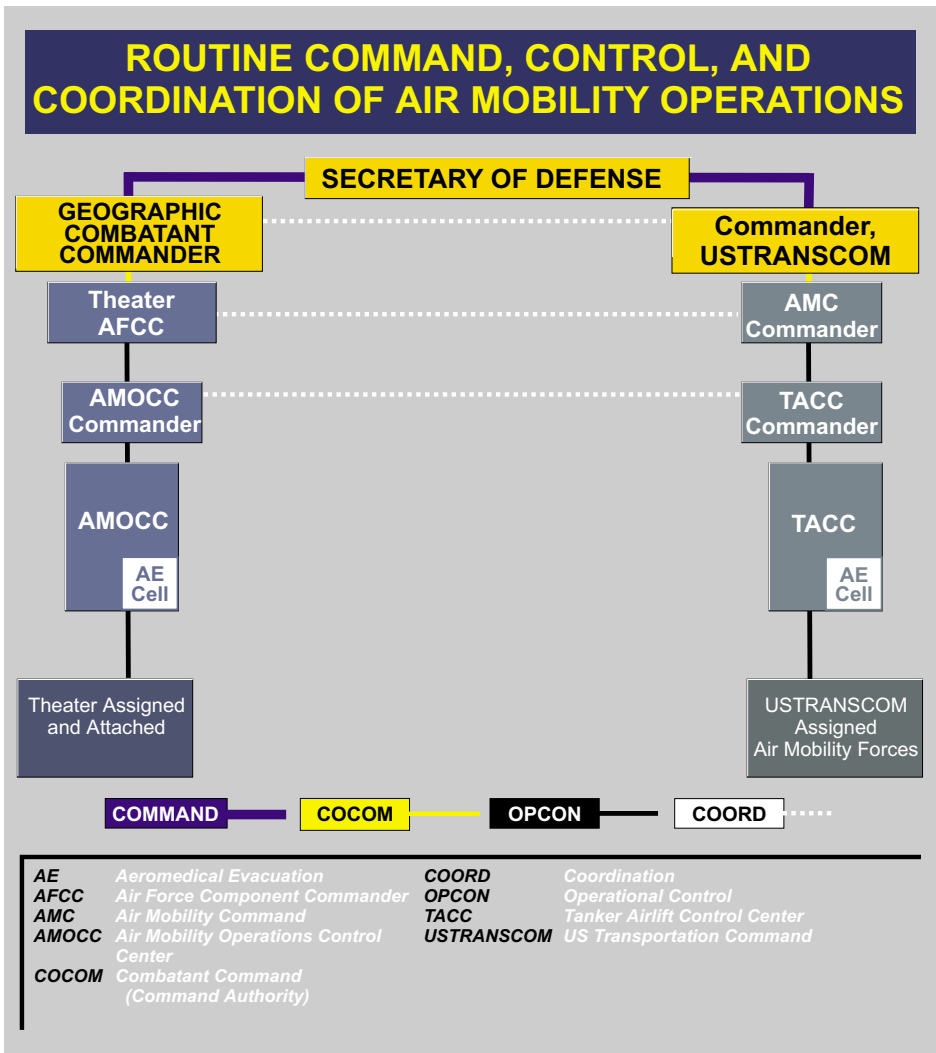 ROUTINE COMMAND, CONTROL, AND
COORDINATION OF AIR MOBILITY OPERATIONS
SECRETARY OF DEFENSE
GEOGRAPHIC
COMBATANT
COMMANDER
Commander,
USTRANSCOM
Theater
AFCC
AMC
Commander
AMOCC
Commander
TACC
Commander
AMOCC
TACC
AE
Cell
AE
Cell
Theater Assigned
and Attached
USTRANSCOM
Assigned
Air Mobility Forces
COMMAND
COCOM
OPCON
COORD
AE Aeromedical Evacuation
AFCC Air Force Component Commander
AMC Air Mobility Command
AMOCC Air Mobility Operations Control
Center
COCOM Combatant Command
(Command Authority)
COORD Coordination
OPCON Operational Control
TACC Tanker Airlift Control Center
USTRANSCOM US Transportation Command